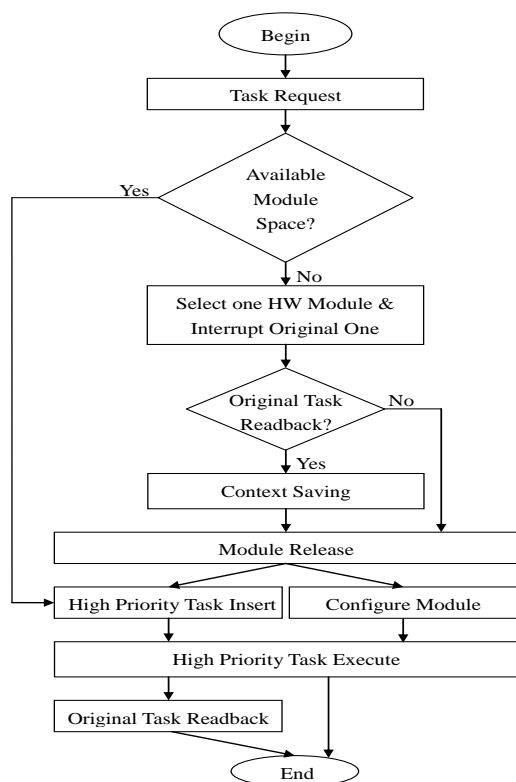 Begin
Task Request
Yes
Available
Module
Space?
No
Select one HW Module &
Interrupt Original One
Original Task
Readback?
No
Yes
Context Saving
Module Release
High Priority Task Insert
Configure Module
High Priority Task Execute
Original Task Readback
End